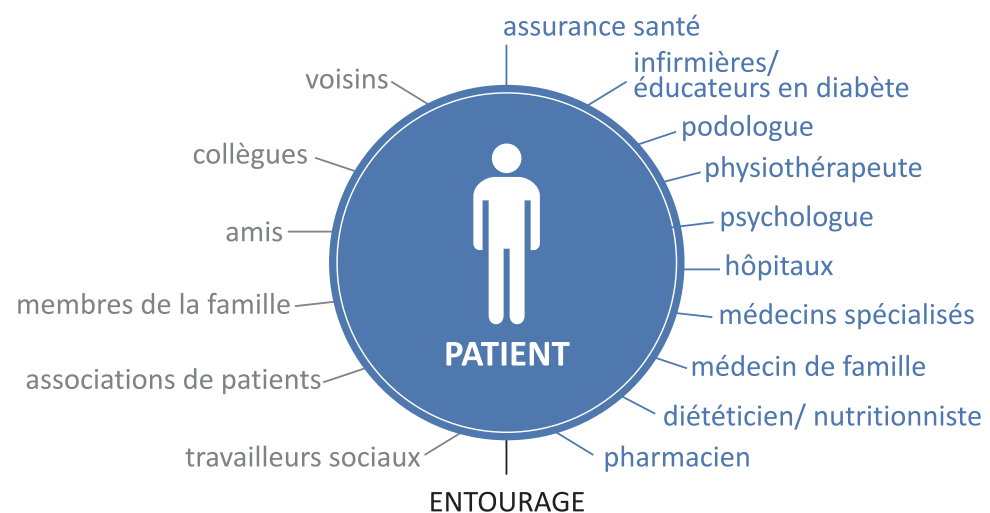 assurance santé
infirmières/
éducateurs en diabète
podologue
physiothérapeute
psychologue
hôpitaux
médecins spécialisés
médecin de famille
diététicien/ nutritionniste
pharmacien
voisins
collègues
amis
membres de la famille
associations de patients
travailleurs sociaux
PATIENT
ENTOURAGE